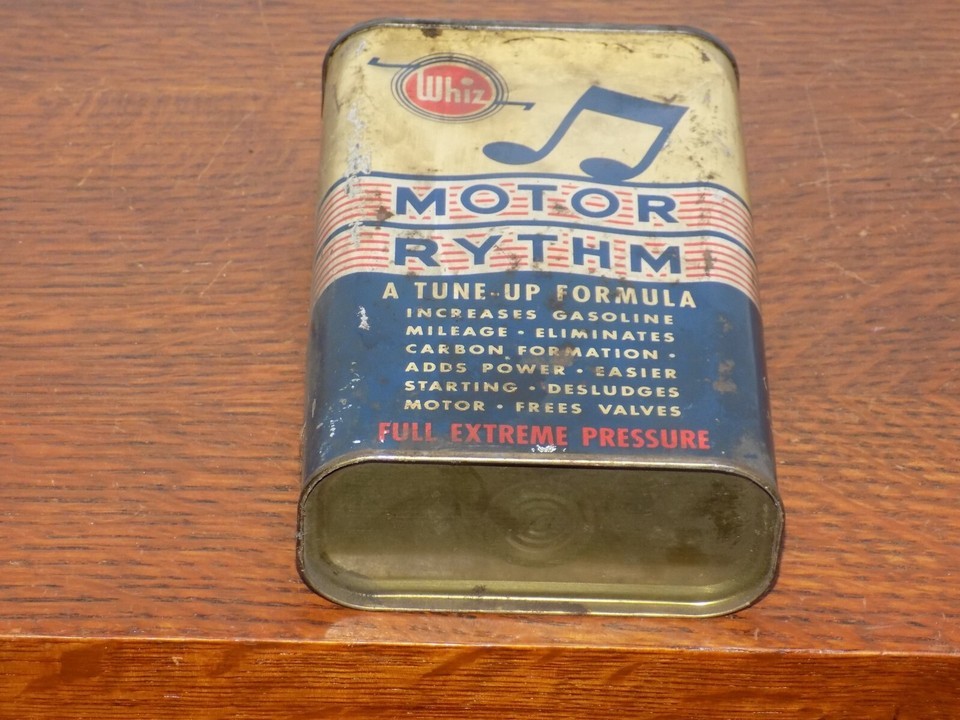 Whiz
MOTOR
RYTHM
A TUNE-UP FORMULA
INCREASES GASOLINE
MILEAGE • ELIMINATES
CARBON FORMATION •
ADDS POWER • EASIER
STARTING • DESLUDGES
MOTOR • FREES VALVES
FULL EXTREME PRESSURE